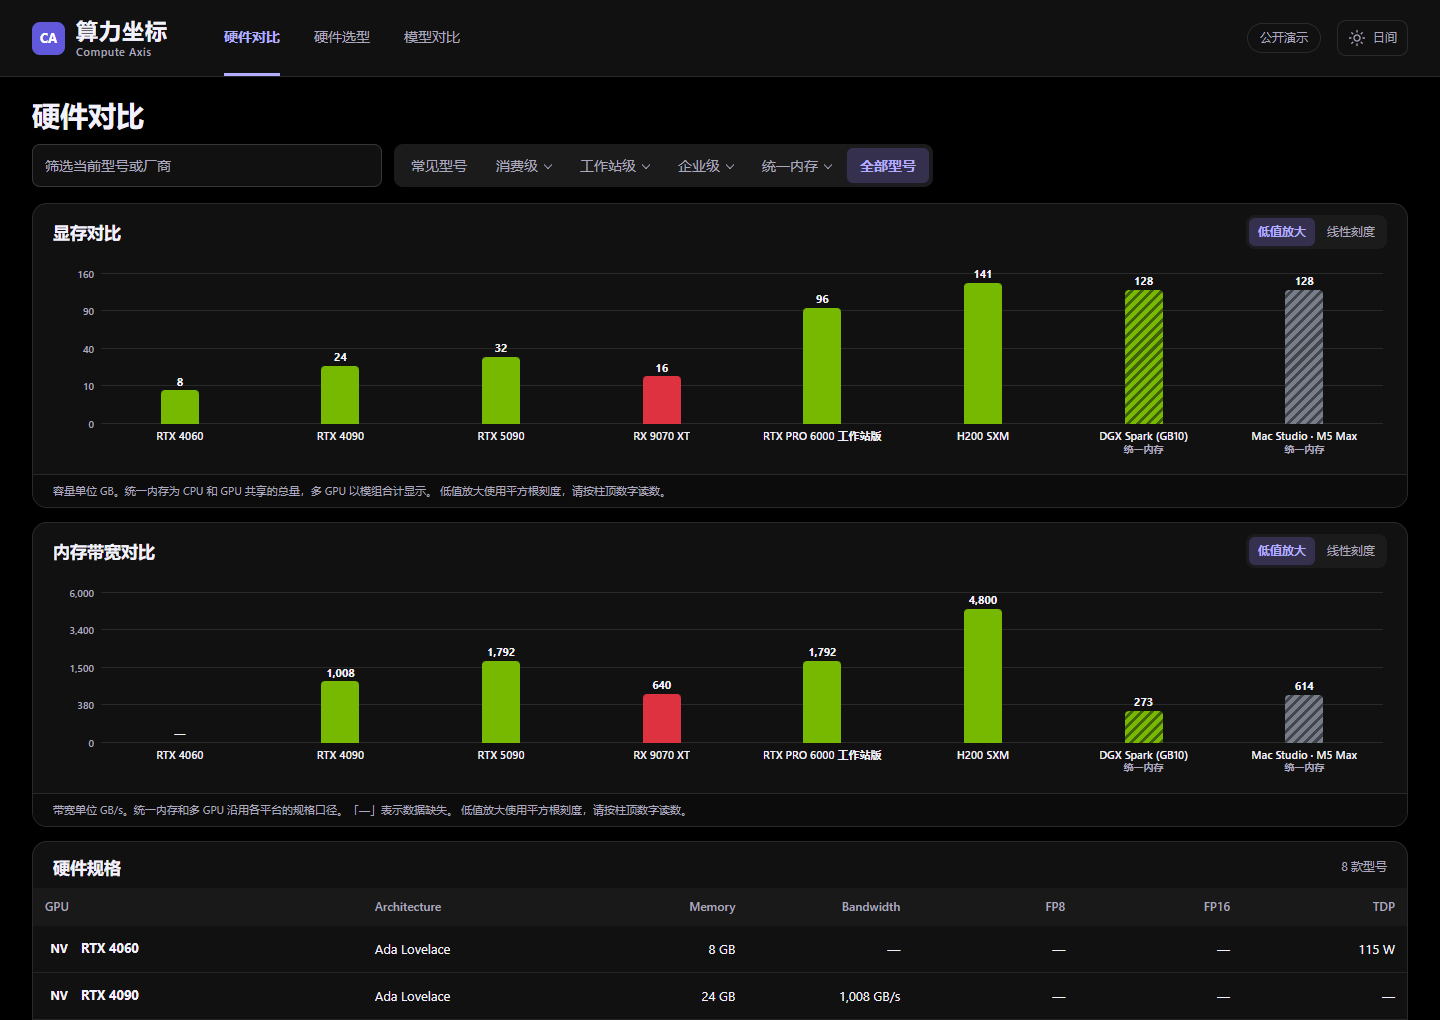 CA 算力坐标
Compute Axis
硬件对比 硬件选型 模型对比
公开演示 日间
硬件对比
筛选当前型号或厂商
常见型号 消费级 工作站级 企业级 统一内存 全部型号
显存对比
低值放大 线性刻度
160
90
40
10
0
8
24
32
16
96
141
128
128
RTX 4060
RTX 4090
RTX 5090
RX 9070 XT
RTX PRO 6000 工作站版
H200 SXM
DGX Spark (GB10)
统一内存
Mac Studio · M5 Max
统一内存
容量单位 GB。统一内存为 CPU 和 GPU 共享的总量，多 GPU 以模组合计显示。 低值放大使用平方根刻度，请按柱顶数字读数。
内存带宽对比
低值放大 线性刻度
6,000
3,400
1,500
380
0
—
1,008
1,792
640
1,792
4,800
273
614
RTX 4060
RTX 4090
RTX 5090
RX 9070 XT
RTX PRO 6000 工作站版
H200 SXM
DGX Spark (GB10)
统一内存
Mac Studio · M5 Max
统一内存
带宽单位 GB/s。统一内存和多 GPU 沿用各平台的规格口径。「—」表示数据缺失。 低值放大使用平方根刻度，请按柱顶数字读数。
硬件规格
8 款型号
GPU Architecture Memory Bandwidth FP8 FP16 TDP
NV RTX 4060 Ada Lovelace 8 GB — — — 115 W
NV RTX 4090 Ada Lovelace 24 GB 1,008 GB/s — — —